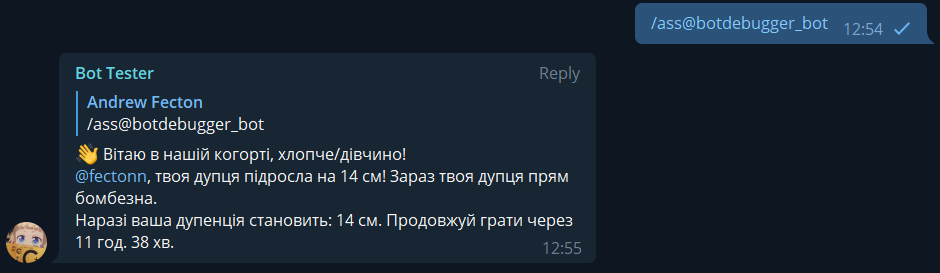 /ass@botdebugger_bot 12:54
Bot Tester Reply
Andrew Fecton
/ass@botdebugger_bot
👋 Вітаю в нашій когорті, хлопче/дівчино!
@fectonn, твоя дупця підросла на 14 см! Зараз твоя дупця прям
бомбезна.
Наразі ваша дупенція становить: 14 см. Продовжуй грати через
11 год. 38 хв. 12:55